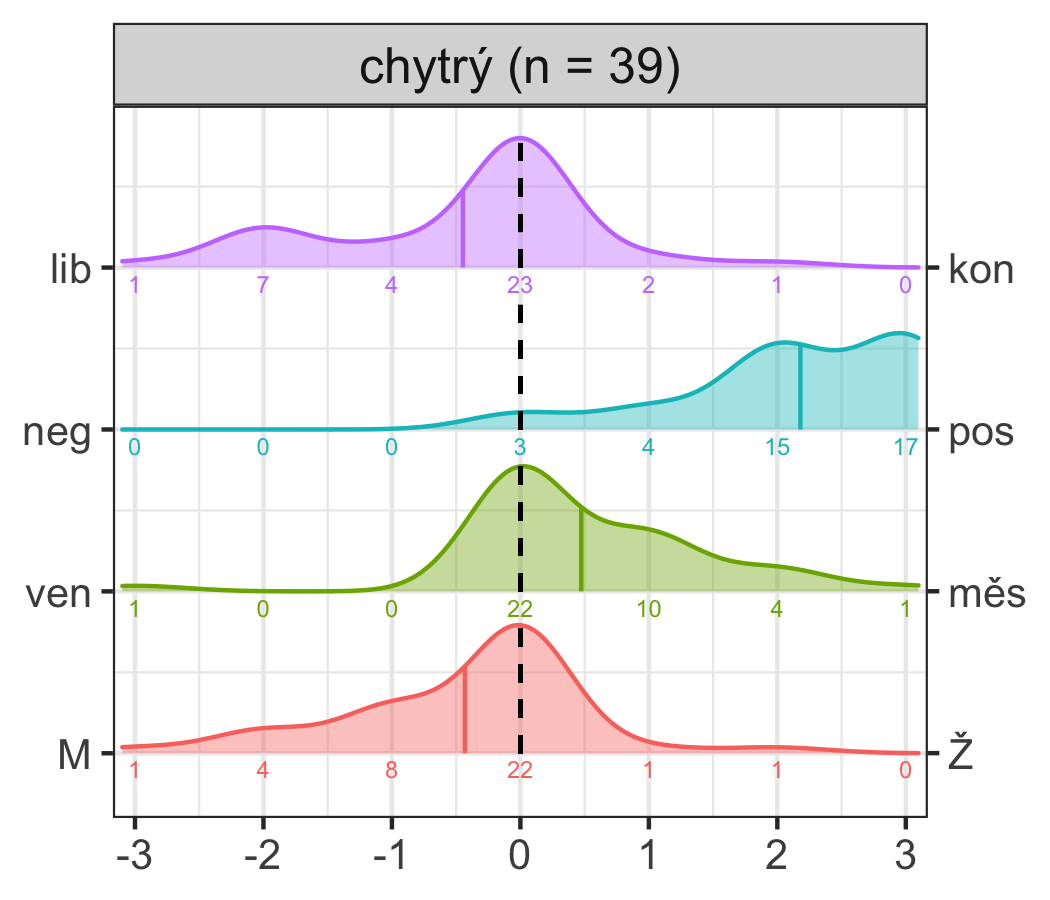 chytrý (n = 39)
lib kon
1 7 4 23 2 1 0
neg pos
0 0 0 3 4 15 17
ven měs
1 0 0 22 10 4 1
M Ž
1 4 8 22 1 1 0
-3 -2 -1 0 1 2 3